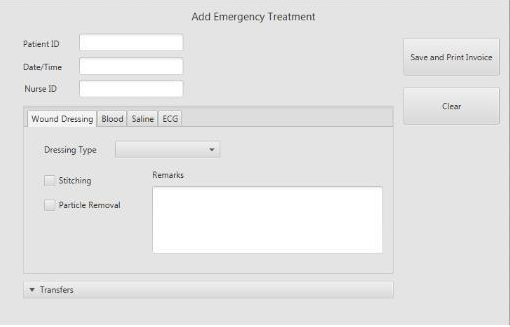 Add Emergency Treatment
Patient ID
Save and Print Invoice
Date/Time
Nurse ID
Clear
Wound Dressing Blood Saline ECG
Dressing Type
Stitching
Remarks
Particle Removal
Transfers